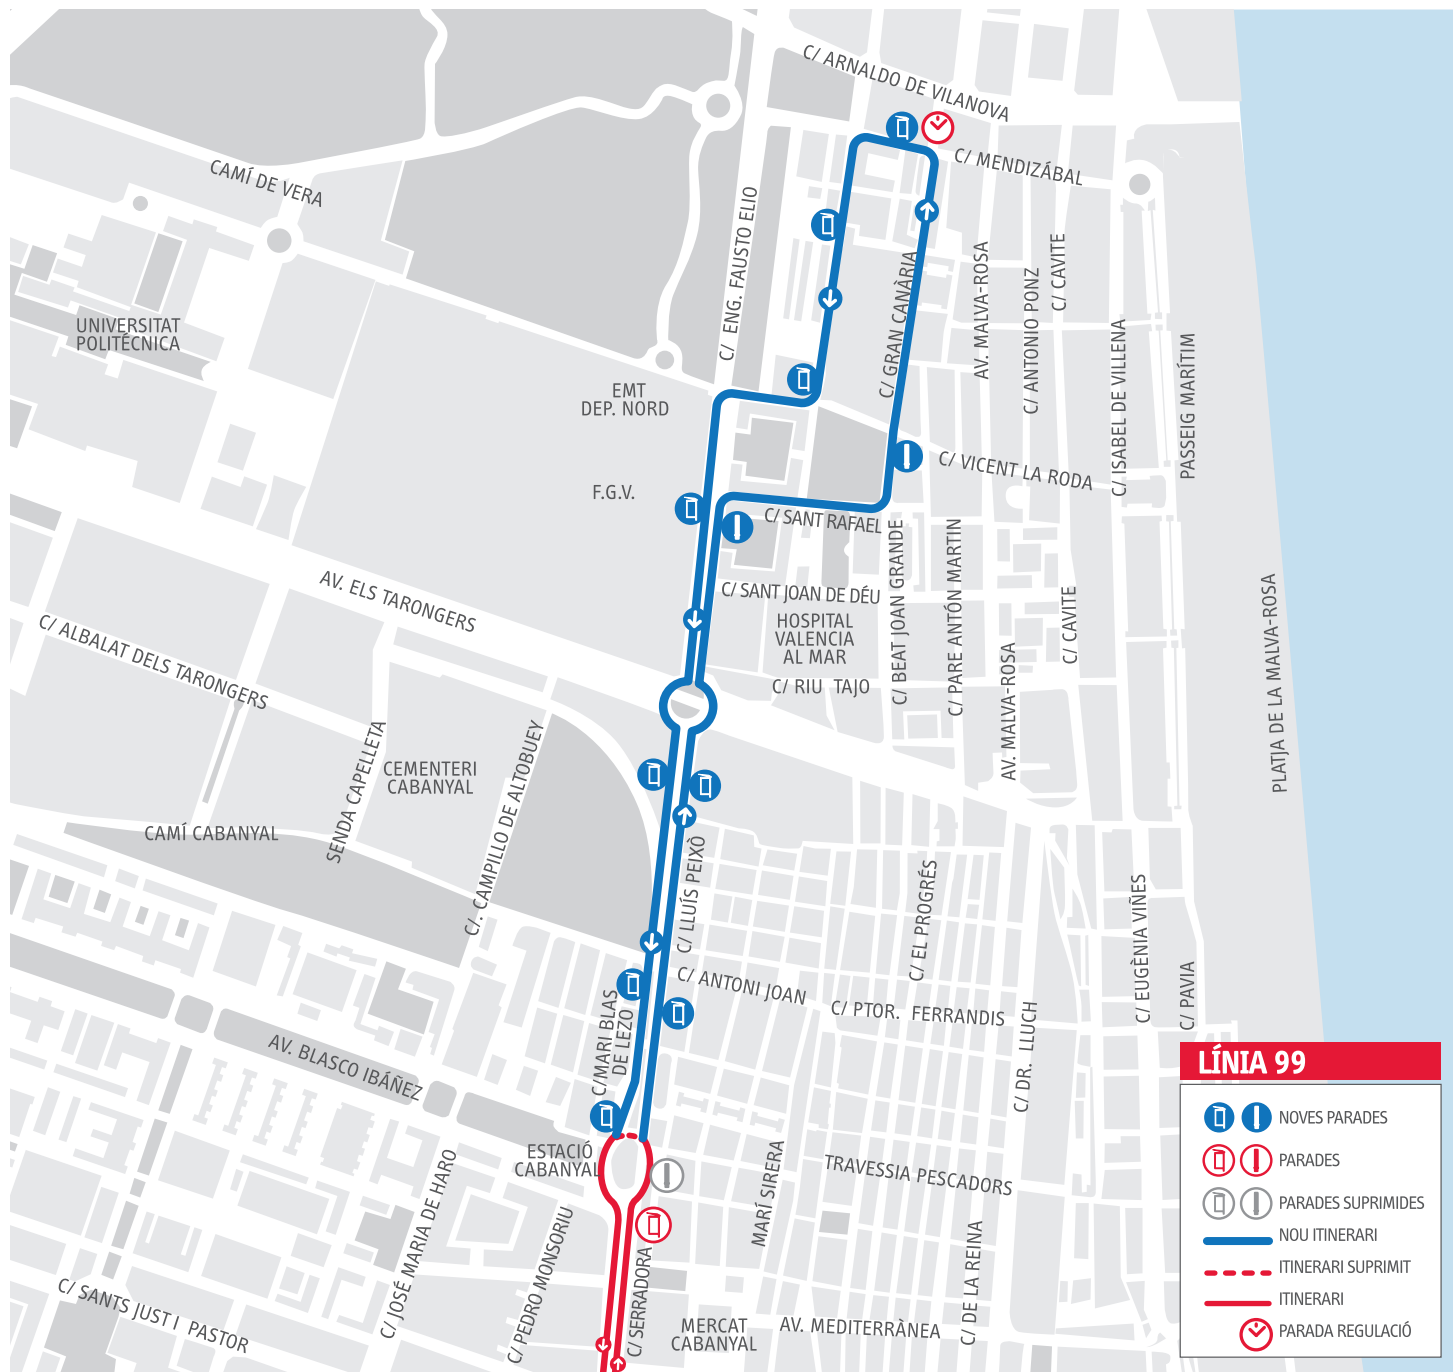 C/ ARNALDO DE VILANOVA
C/ MENDIZÁBAL
CAMÍ DE VERA
C/ ENG. FAUSTO ELIO
C/ GRAN CANÀRIA
AV. MALVA-ROSA
C/ ANTONIO PONZ
C/ CAVITE
C/ ISABEL DE VILLENA
PASSEIG MARÍTIM
UNIVERSITAT
POLITÉCNICA
EMT
DEP. NORD
F.G.V.
C/ VICENT LA RODA
C/ SANT RAFAEL
C/ SANT JOAN DE DÉU
HOSPITAL
VALENCIA
AL MAR
C/ RIU TAJO
C/ BEAT JOAN GRANDE
C/ PARE ANTÓN MARTIN
AV. MALVA-ROSA
C/ CAVITE
PLATJA DE LA MALVA-ROSA
AV. ELS TARONGERS
C/ ALBALAT DELS TARONGERS
SENDA CAPELLETA
CEMENTERI
CABANYAL
C/. CAMPILLO DE ALTOBUEY
CAMÍ CABANYAL
C/ LLUÍS PEIXÒ
C/ EL PROGRÉS
C/ EUGÈNIA VIÑES
C/ PAVIA
C/ ANTONI JOAN
C/ PTOR. FERRANDIS
C/ DR. LLUCH
C/MARI BLAS
DE LEZO
AV. BLASCO IBÁÑEZ
ESTACIÓ
CABANYAL
C/ JOSÉ MARIA DE HARO
C/ PEDRO MONSORIU
C/ SERRADORA
MARÍ SIRERA
TRAVESSIA PESCADORS
C/ DE LA REINA
C/ SANTS JUST I PASTOR
MERCAT
CABANYAL
AV. MEDITERRÀNEA
LÍNIA 99
NOVES PARADES
PARADES
PARADES SUPRIMIDES
NOU ITINERARI
ITINERARI SUPRIMIT
ITINERARI
PARADA REGULACIÓ